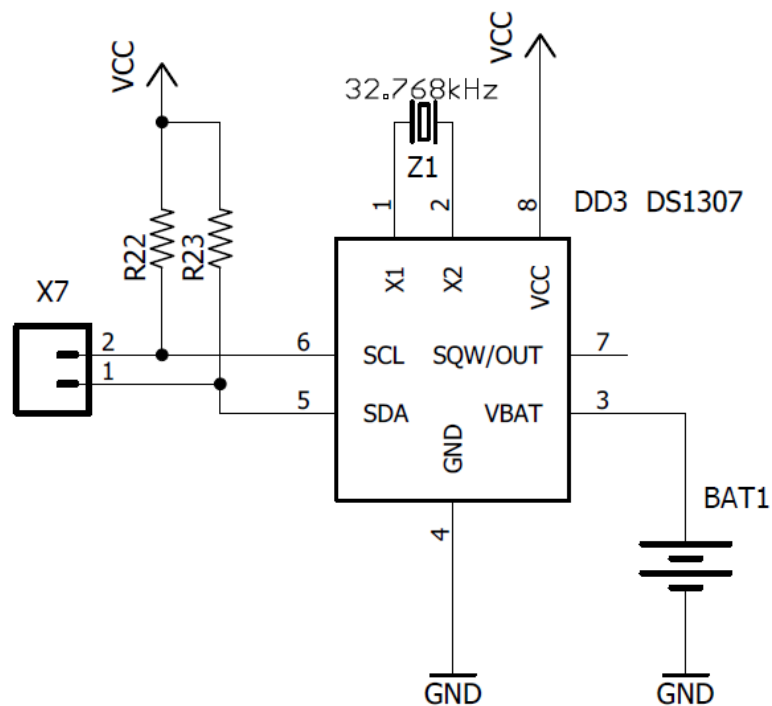 VCC
VCC
32.768kHz
Z1
1
2
8
DD3 DS1307
R22
R23
X1
X2
VCC
X7
2
6
SCL
SQW/OUT
7
1
5
SDA
VBAT
3
GND
4
BAT1
GND
GND